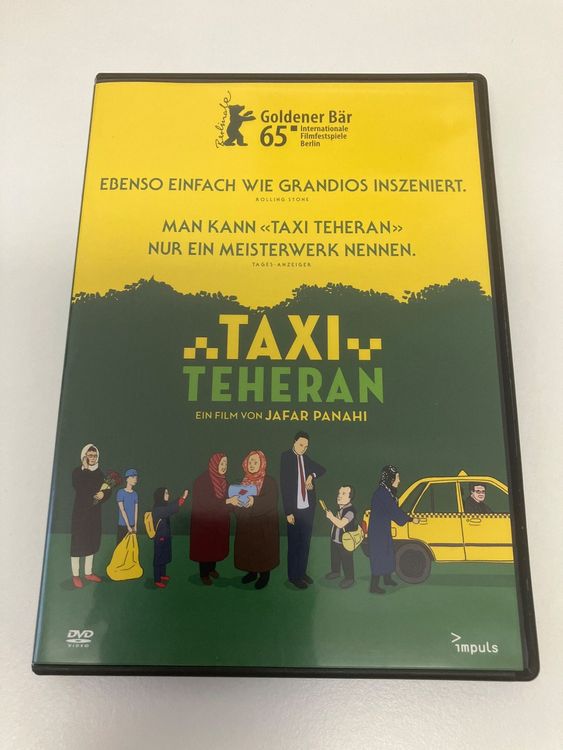 Berlinale
Goldener Bär
65 Internationale
Filmfestspiele
Berlin
EBENSO EINFACH WIE GRANDIOS INSZENIERT.
ROLLING STONE
MAN KANN «TAXI TEHERAN»
NUR EIN MEISTERWERK NENNEN.
TAGES-ANZEIGER
TAXI
TEHERAN
EIN FILM VON JAFAR PANAHI
DVD
VIDEO
impuls